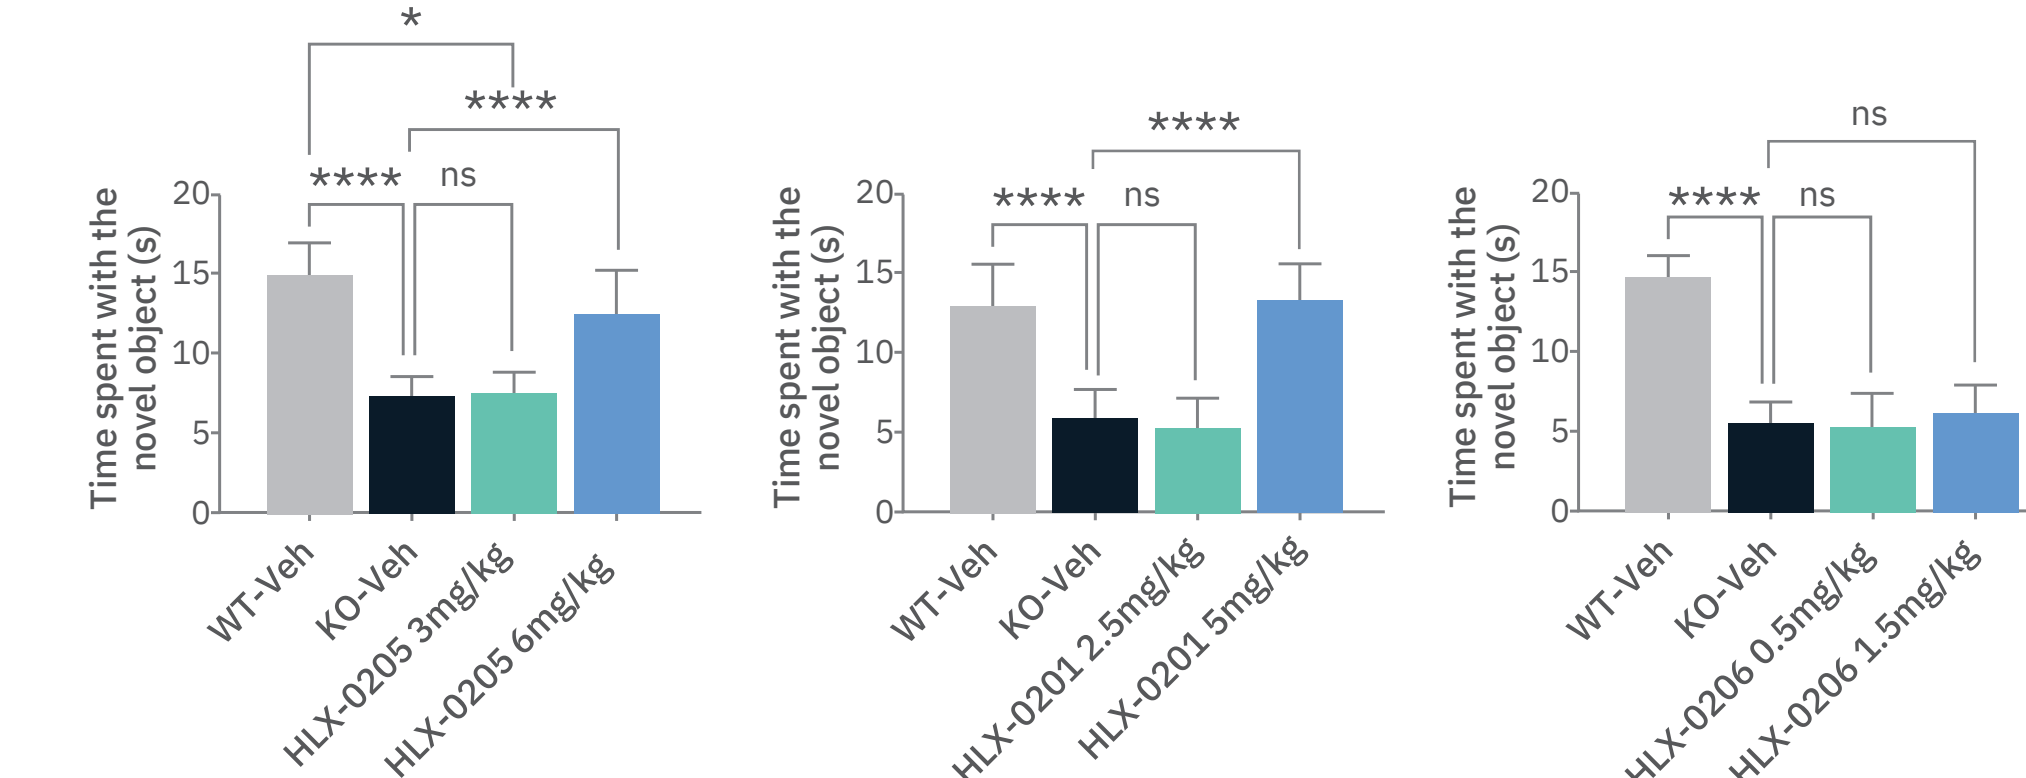 *
****
**** ns
Time spent with the
novel object (s)
20
15
10
5
0
WT-Veh
KO-Veh
HLX-0205 3mg/kg
HLX-0205 6mg/kg
****
**** ns
Time spent with the
novel object (s)
20
15
10
5
0
WT-Veh
KO-Veh
HLX-0201 2.5mg/kg
HLX-0201 5mg/kg
ns
**** ns
Time spent with the
novel object (s)
20
15
10
5
0
WT-Veh
KO-Veh
HLX-0206 0.5mg/kg
HLX-0206 1.5mg/kg